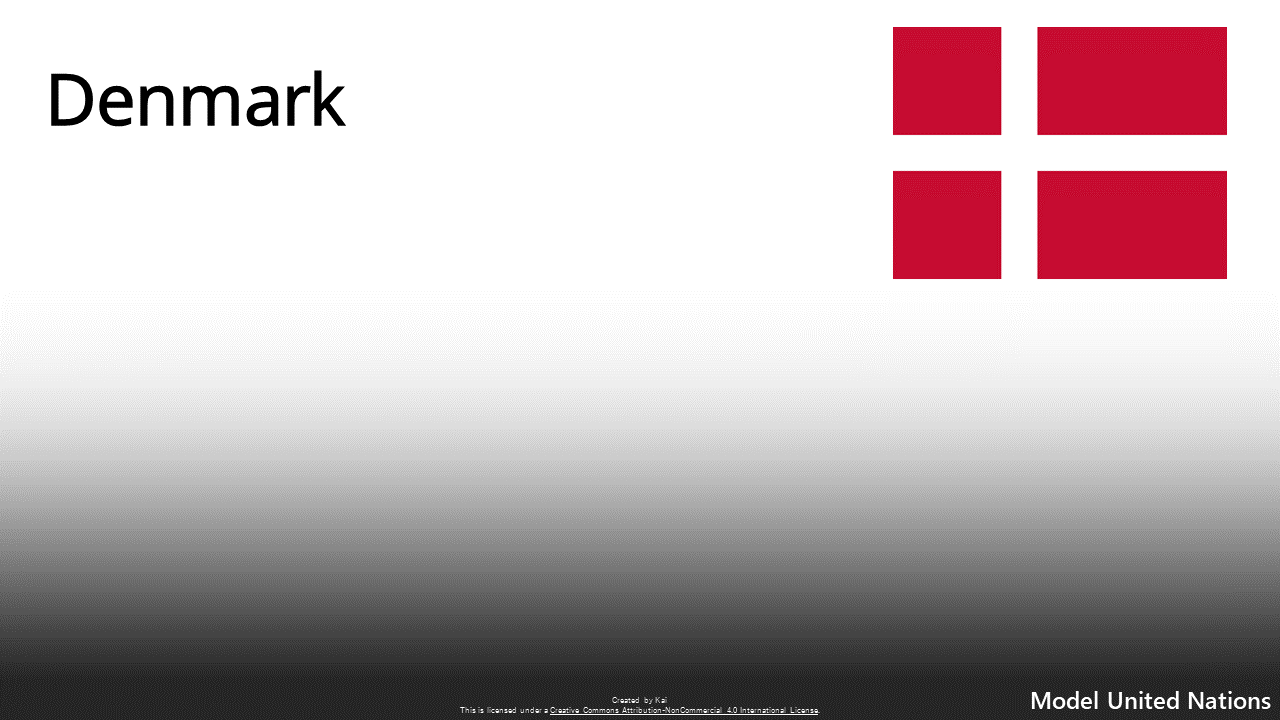 Denmark
Created by Kai
This is licensed under a Creative Commons Attribution-NonCommercial 4.0 International License.
Model United Nations